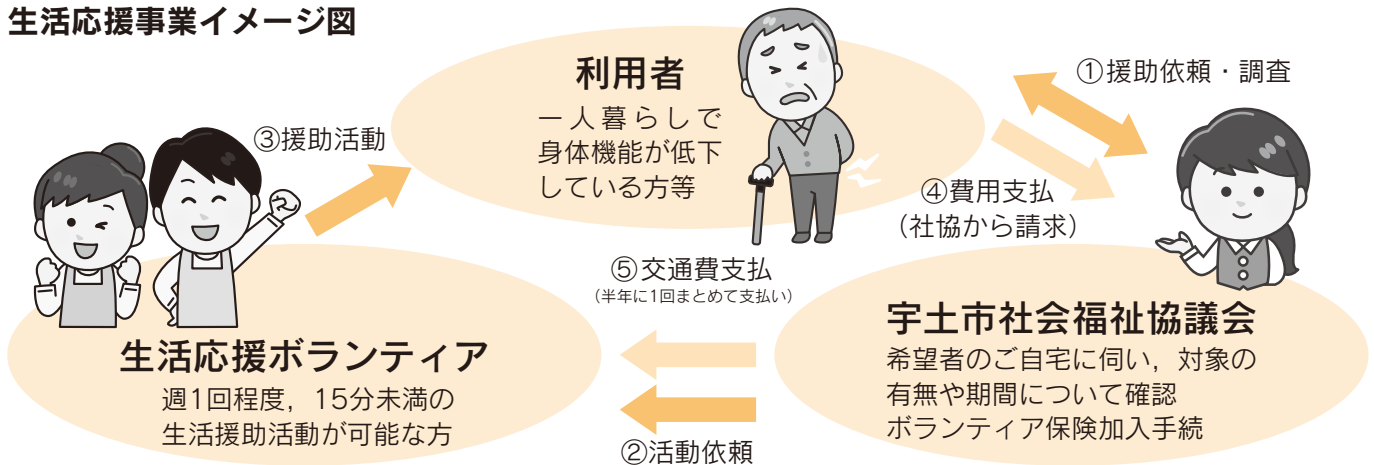 生活応援事業イメージ図
利用者
一人暮らしで
身体機能が低下
している方等
①援助依頼・調査
③援助活動
④費用支払
(社協から請求)
⑤交通費支払
(半年に1回まとめて支払い)
生活応援ボランティア
週1回程度，15分未満の
生活援助活動が可能な方
宇土市社会福祉協議会
希望者のご自宅に伺い，対象の
有無や期間について確認
ボランティア保険加入手続
②活動依頼